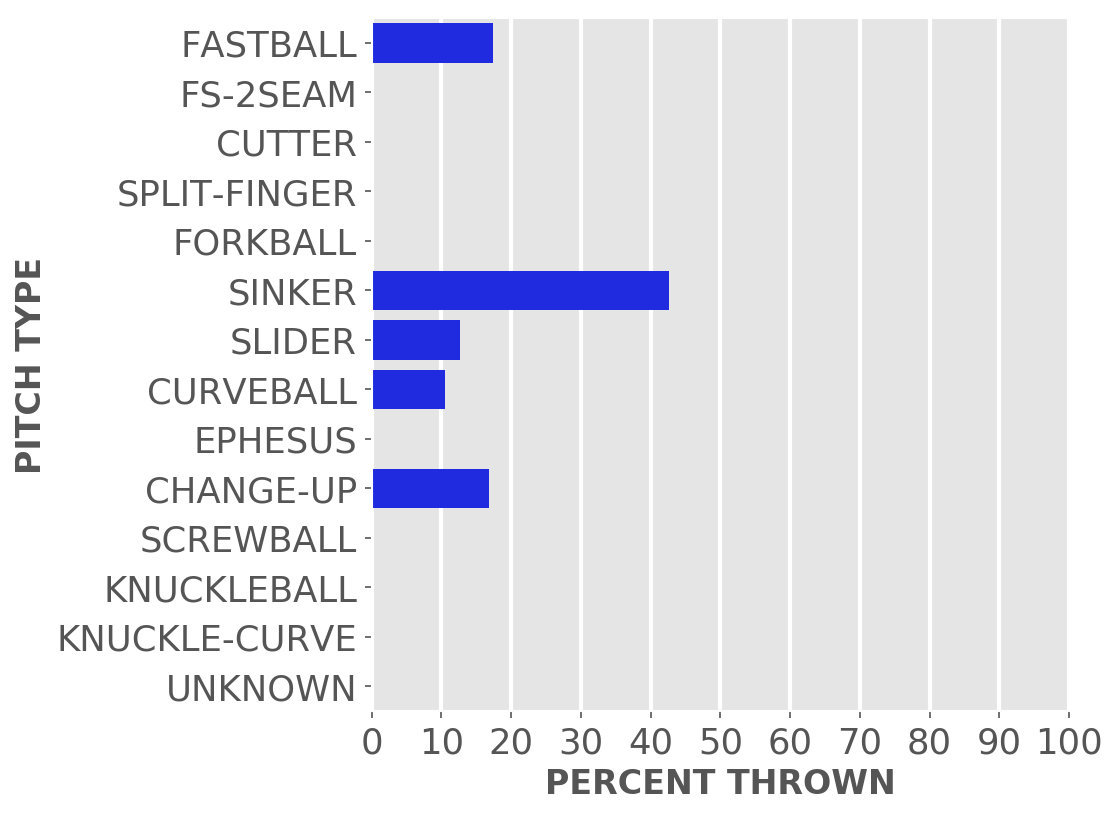 PITCH TYPE
FASTBALL
FS-2SEAM
CUTTER
SPLIT-FINGER
FORKBALL
SINKER
SLIDER
CURVEBALL
EPHESUS
CHANGE-UP
SCREWBALL
KNUCKLEBALL
KNUCKLE-CURVE
UNKNOWN
0 10 20 30 40 50 60 70 80 90 100
PERCENT THROWN